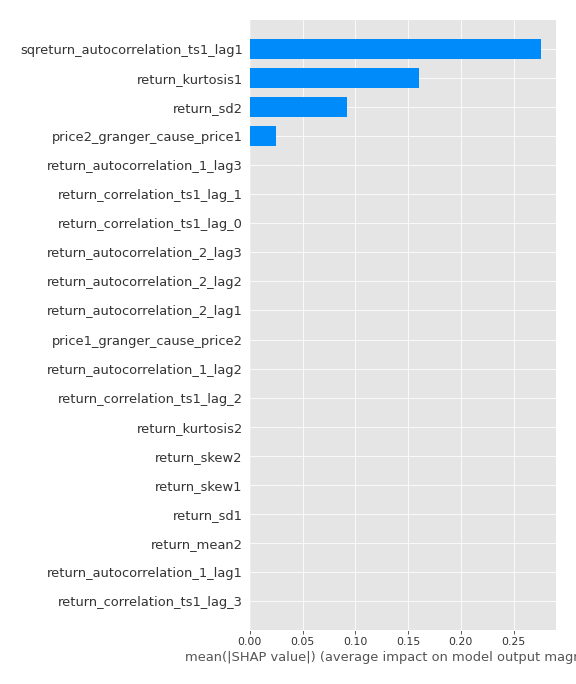 sqreturn_autocorrelation_ts1_lag1
return_kurtosis1
return_sd2
price2_granger_cause_price1
return_autocorrelation_1_lag3
return_correlation_ts1_lag_1
return_correlation_ts1_lag_0
return_autocorrelation_2_lag3
return_autocorrelation_2_lag2
return_autocorrelation_2_lag1
price1_granger_cause_price2
return_autocorrelation_1_lag2
return_correlation_ts1_lag_2
return_kurtosis2
return_skew2
return_skew1
return_sd1
return_mean2
return_autocorrelation_1_lag1
return_correlation_ts1_lag_3
0.00 0.05 0.10 0.15 0.20 0.25
mean(|SHAP value|) (average impact on model output magn